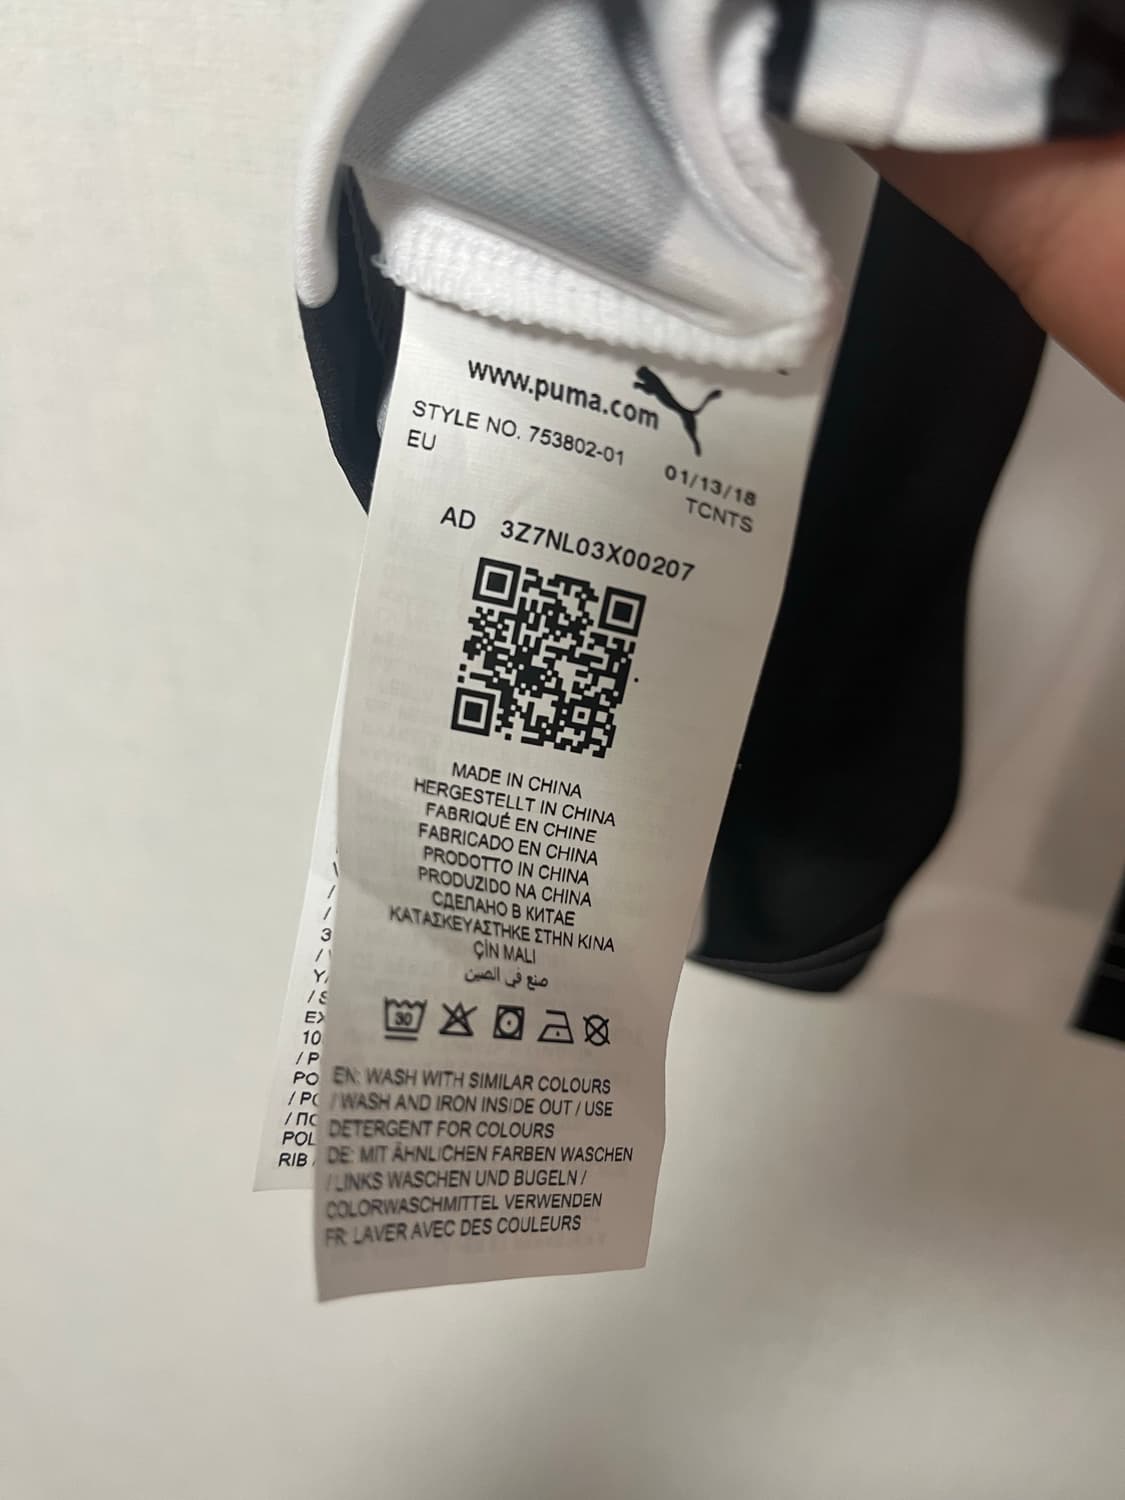 www.puma.com
STYLE NO. 753802-01
EU
01/13/18
TCNTS
AD 3Z7NL03X00207
MADE IN CHINA
HERGESTELLT IN CHINA
FABRIQUÉ EN CHINE
FABRICADO EN CHINA
PRODOTTO IN CHINA
PRODUZIDO NA CHINA
СДЕЛАНО В КИТАЕ
ΚΑΤΑΣΚΕΥΑΣΤΗΚΕ ΣΤΗΝ ΚΙΝΑ
ÇİN MALI
صنع في الصين
30
EN: WASH WITH SIMILAR COLOURS
/ WASH AND IRON INSIDE OUT / USE
DETERGENT FOR COLOURS
DE: MIT ÄHNLICHEN FARBEN WASCHEN
/ LINKS WASCHEN UND BUGELN /
COLORWASCHMITTEL VERWENDEN
FR: LAVER AVEC DES COULEURS
RIB